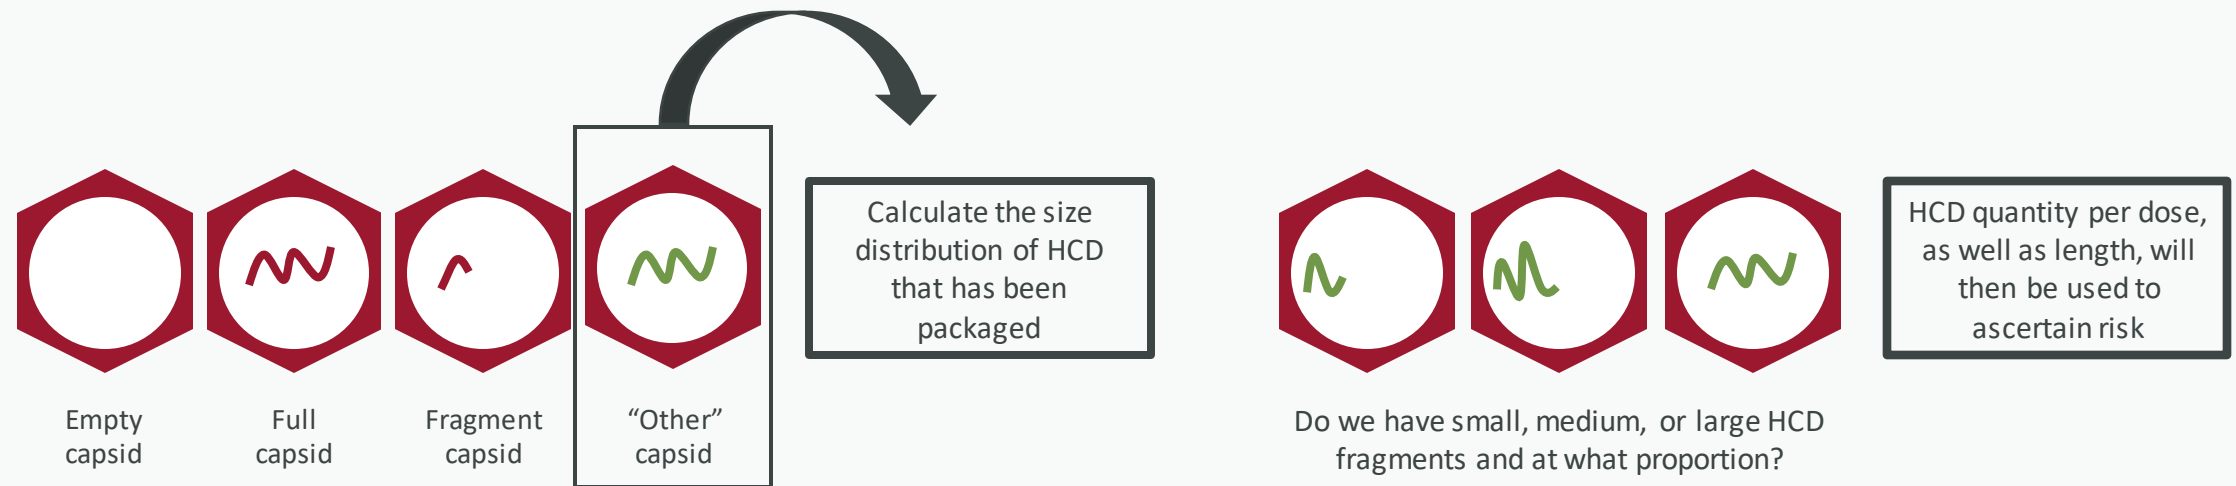 Empty
capsid
Full
capsid
Fragment
capsid
“Other”
capsid
Calculate the size
distribution of HCD
that has been
packaged
Do we have small, medium, or large HCD
fragments and at what proportion?
HCD quantity per dose,
as well as length, will
then be used to
ascertain risk